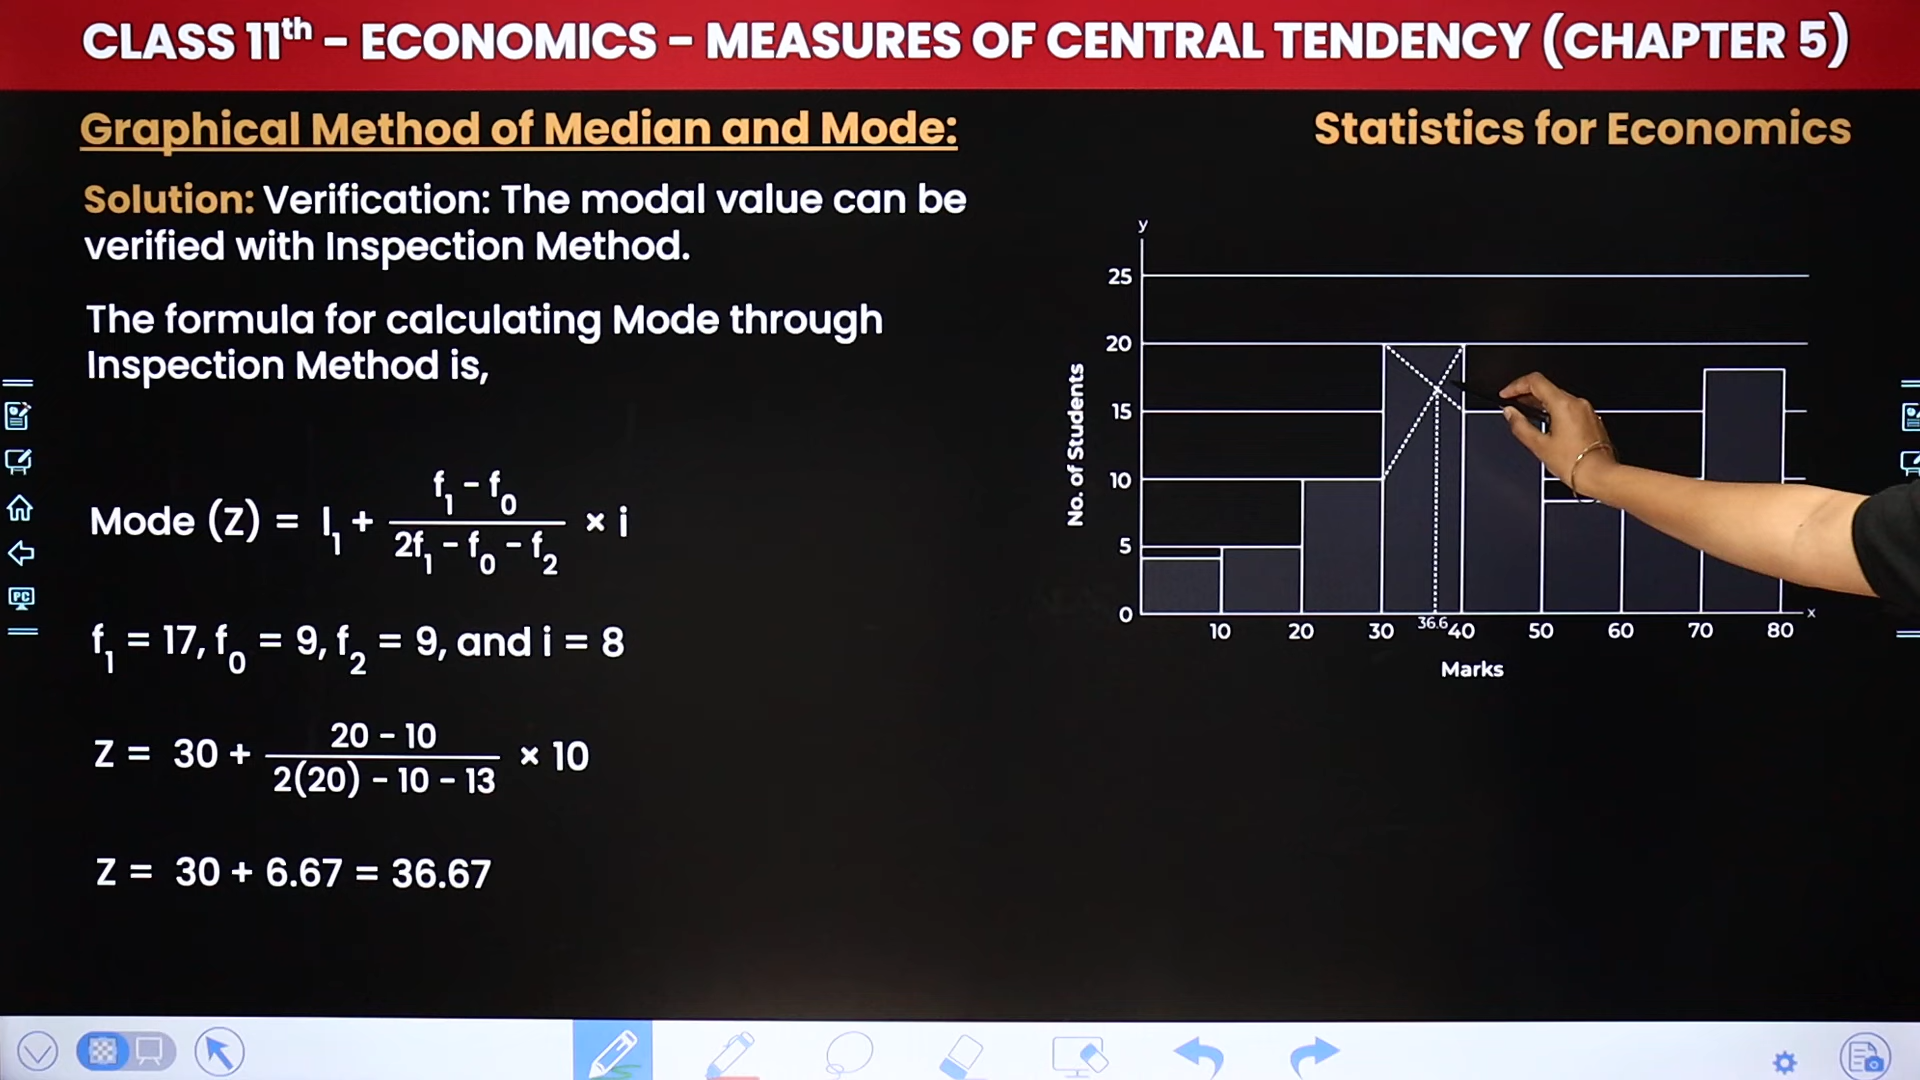 CLASS 11th - ECONOMICS - MEASURES OF CENTRAL TENDENCY (CHAPTER 5)
Graphical Method of Median and Mode:
Statistics for Economics
Solution: Verification: The modal value can be
verified with Inspection Method.
The formula for calculating Mode through
Inspection Method is,
Mode (Z) = l₁ + (f₁ - f₀)/(2f₁ - f₀ - f₂) × i
f₁ = 17, f₀ = 9, f₂ = 9, and i = 8
Z = 30 + (20 - 10)/(2(20) - 10 - 13) × 10
Z = 30 + 6.67 = 36.67
y
25
20
15
10
5
0
No. of Students
10 20 30 36.6 40 50 60 70 80 x
Marks
PC